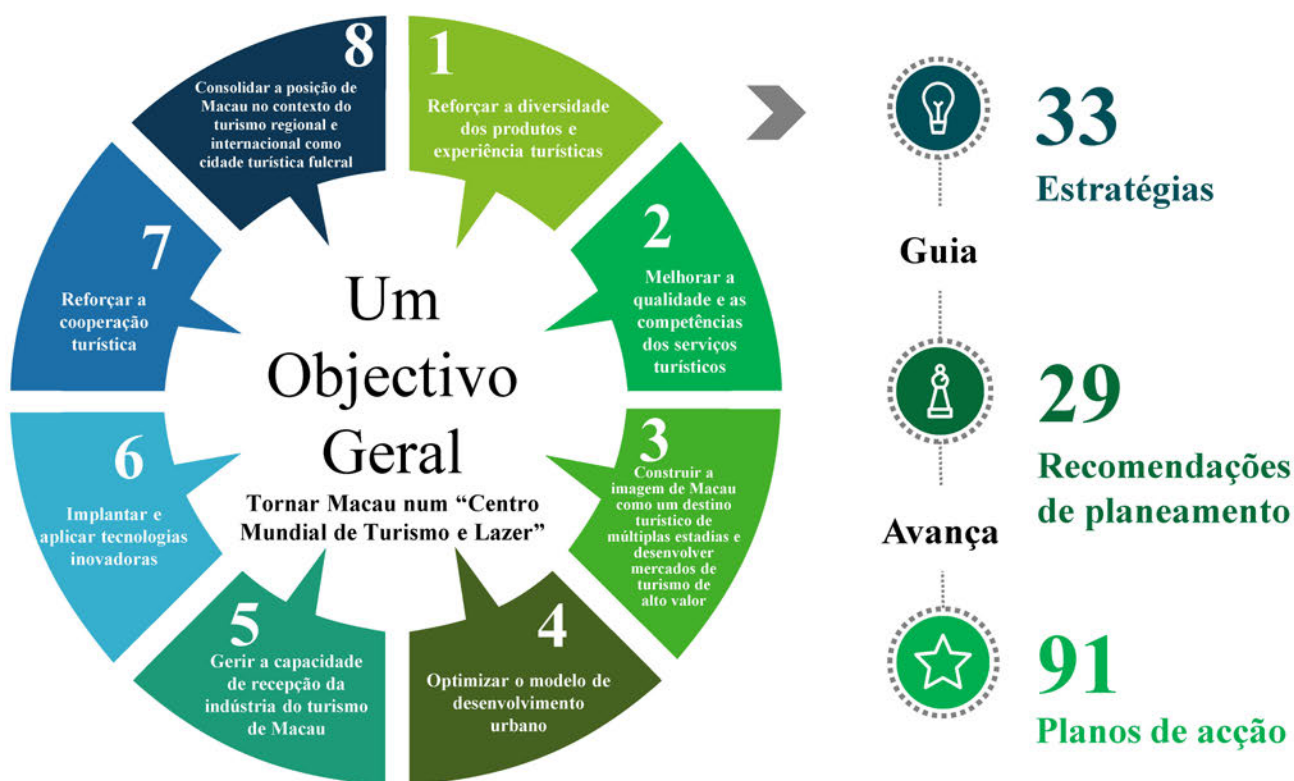 8
Consolidar a posição de
Macau no contexto do
turismo regional e
internacional como
cidade turística fulcral
1
Reforçar a diversidade
dos produtos e
experiência turísticas
2
Melhorar a
qualidade e as
competências
dos serviços
turísticos
3
Construir a
imagem de Macau
como um destino
turístico de
múltiplas estadias e
desenvolver
mercados de
turismo de
alto valor
4
Optimizar o modelo de
desenvolvimento
urbano
5
Gerir a capacidade
de recepção da
indústria do turismo
de Macau
6
Implantar e
aplicar tecnologias
inovadoras
7
Reforçar a
cooperação
turística
Um
Objectivo
Geral
Tornar Macau num “Centro
Mundial de Turismo e Lazer”
33
Estratégias
Guia
29
Recomendações
de planeamento
Avança
91
Planos de acção